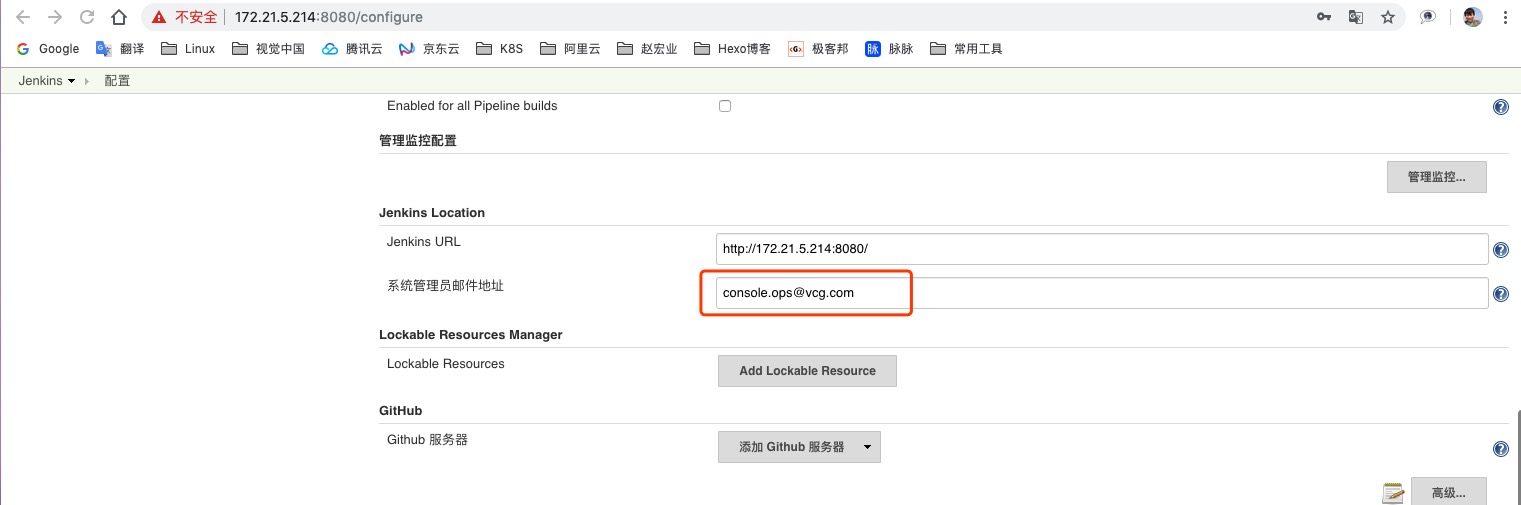 不安全 172.21.5.214:8080/configure
Google 翻译 Linux 视觉中国 腾讯云 京东云 K8S 阿里云 赵宏业 Hexo博客 <G> 极客邦 脉 脉脉 常用工具
Jenkins 配置
Enabled for all Pipeline builds
管理监控配置
管理监控...
Jenkins Location
Jenkins URL http://172.21.5.214:8080/
系统管理员邮件地址 console.ops@vcg.com
Lockable Resources Manager
Lockable Resources Add Lockable Resource
GitHub
Github 服务器 添加 Github 服务器
高级...